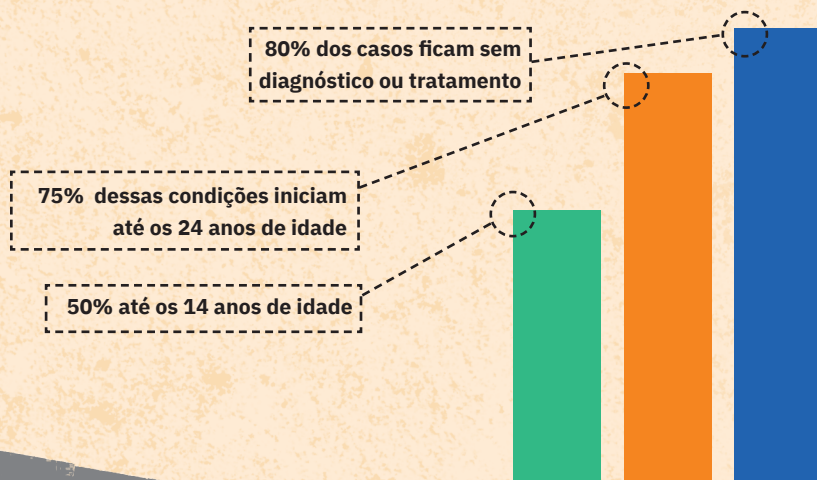 80% dos casos ficam sem
diagnóstico ou tratamento
75% dessas condições iniciam
até os 24 anos de idade
50% até os 14 anos de idade